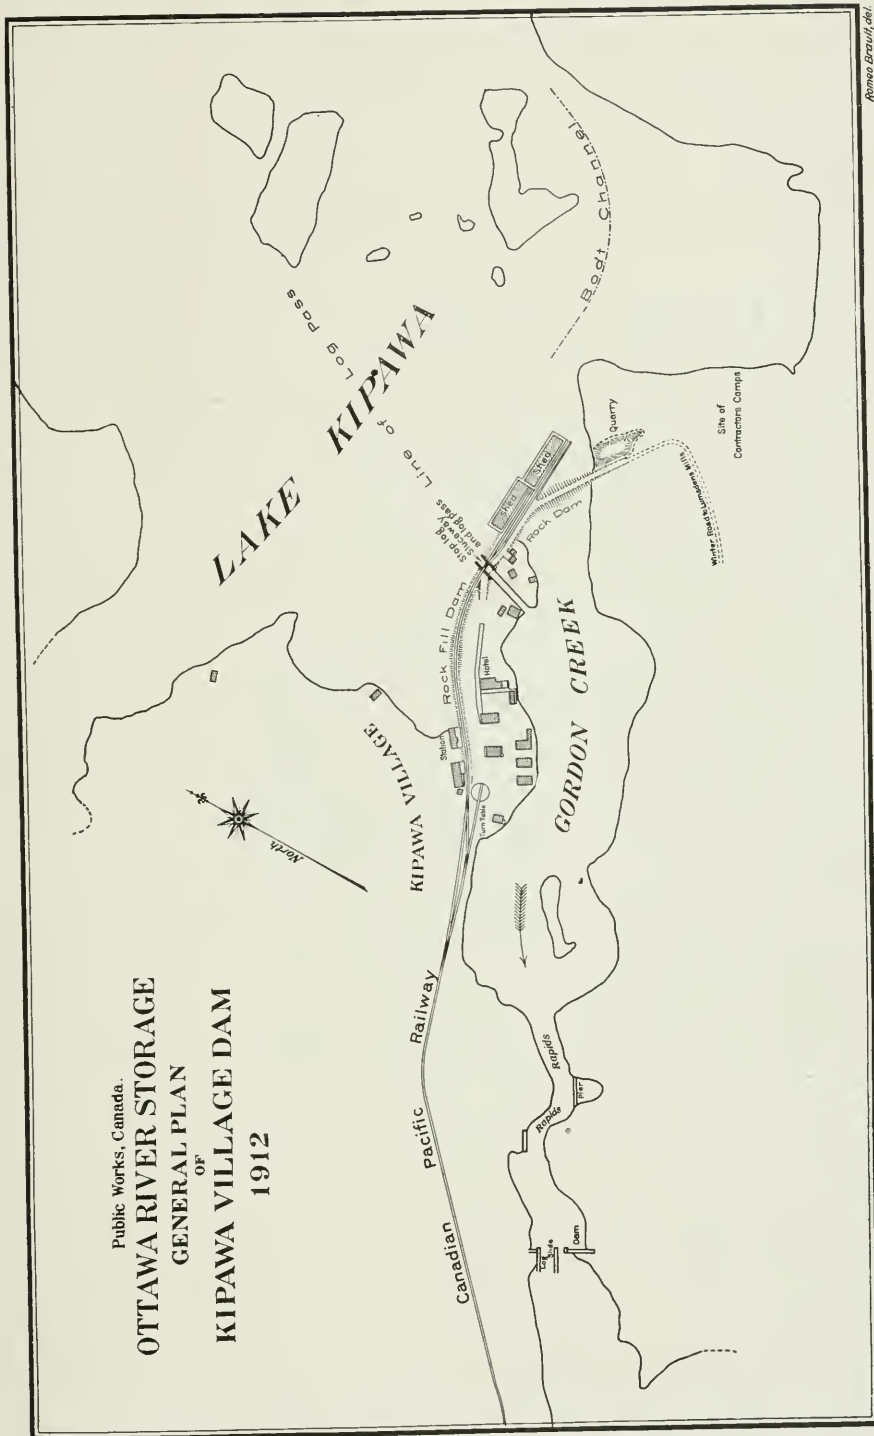 Public Works, Canada.
OTTAWA RIVER STORAGE
GENERAL PLAN
OF
KIPAWA VILLAGE DAM
1912
North
LAKE KIPAWA
Line of Log Pass
Boat Channel
KIPAWA VILLAGE
Station
Turn Table
Hotel
Rock Fill Dam
Stop log
Sluceway
and log pass
Shed
Shed
Rock Dam
Quarry
Site of
Contractors Camps
Winter Road to Lumsdens Mills
GORDON CREEK
Canadian Pacific Railway
Rapids
Rapids
Pier
Log
Slide
Dam
Romeo Brault, del.